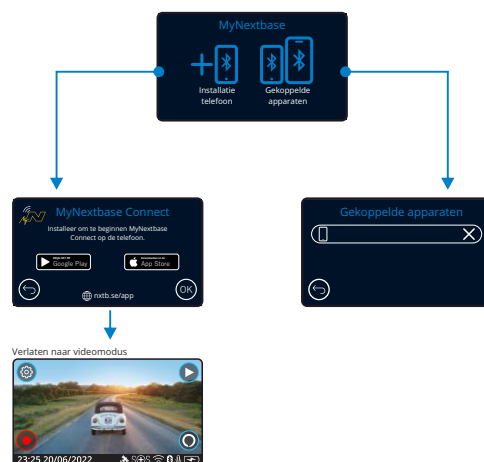 MyNextbase
Installatie
telefoon
Gekoppelde
apparaten
MyNextbase Connect
Installeer om te beginnen MyNextbase
Connect op de telefoon.
Google Play
App Store
nxtb.se/app
OK
Gekoppelde apparaten
Verlaten naar videomodus
23:25 20/06/2022
SOS